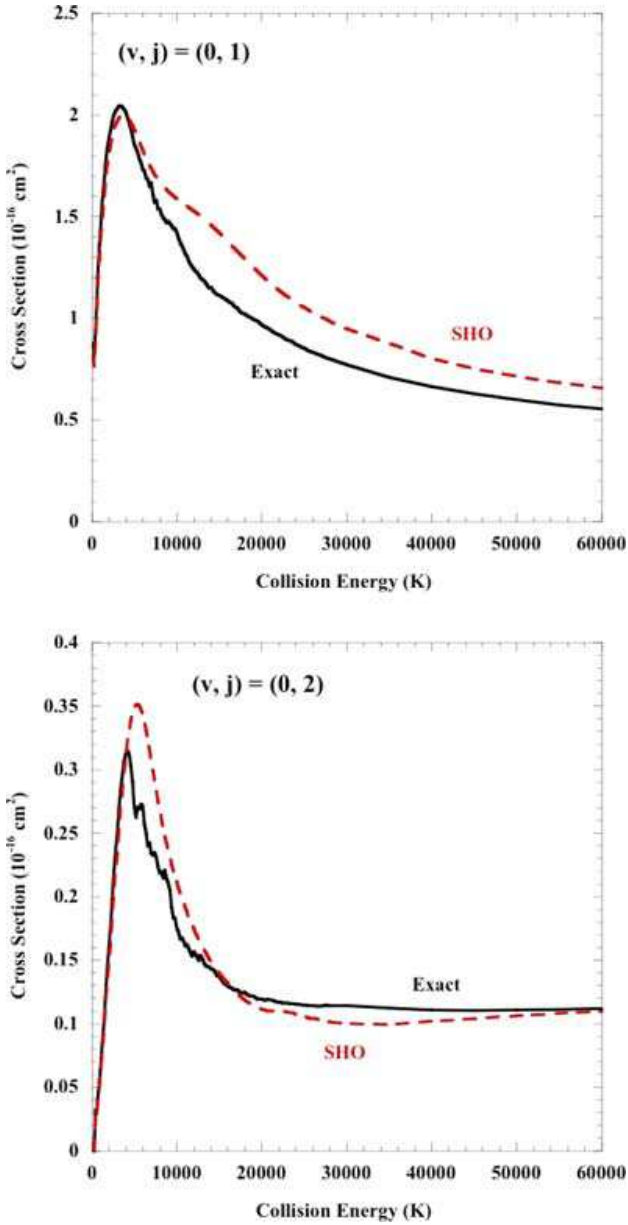 2.5
(v, j) = (0, 1)
2
1.5
1
0.5
0
Cross Section (10⁻¹⁶ cm²)
SHO
Exact
0 10000 20000 30000 40000 50000 60000
Collision Energy (K)
0.4
(v, j) = (0, 2)
0.35
0.3
0.25
0.2
0.15
0.1
0.05
0
Cross Section (10⁻¹⁶ cm²)
Exact
SHO
0 10000 20000 30000 40000 50000 60000
Collision Energy (K)